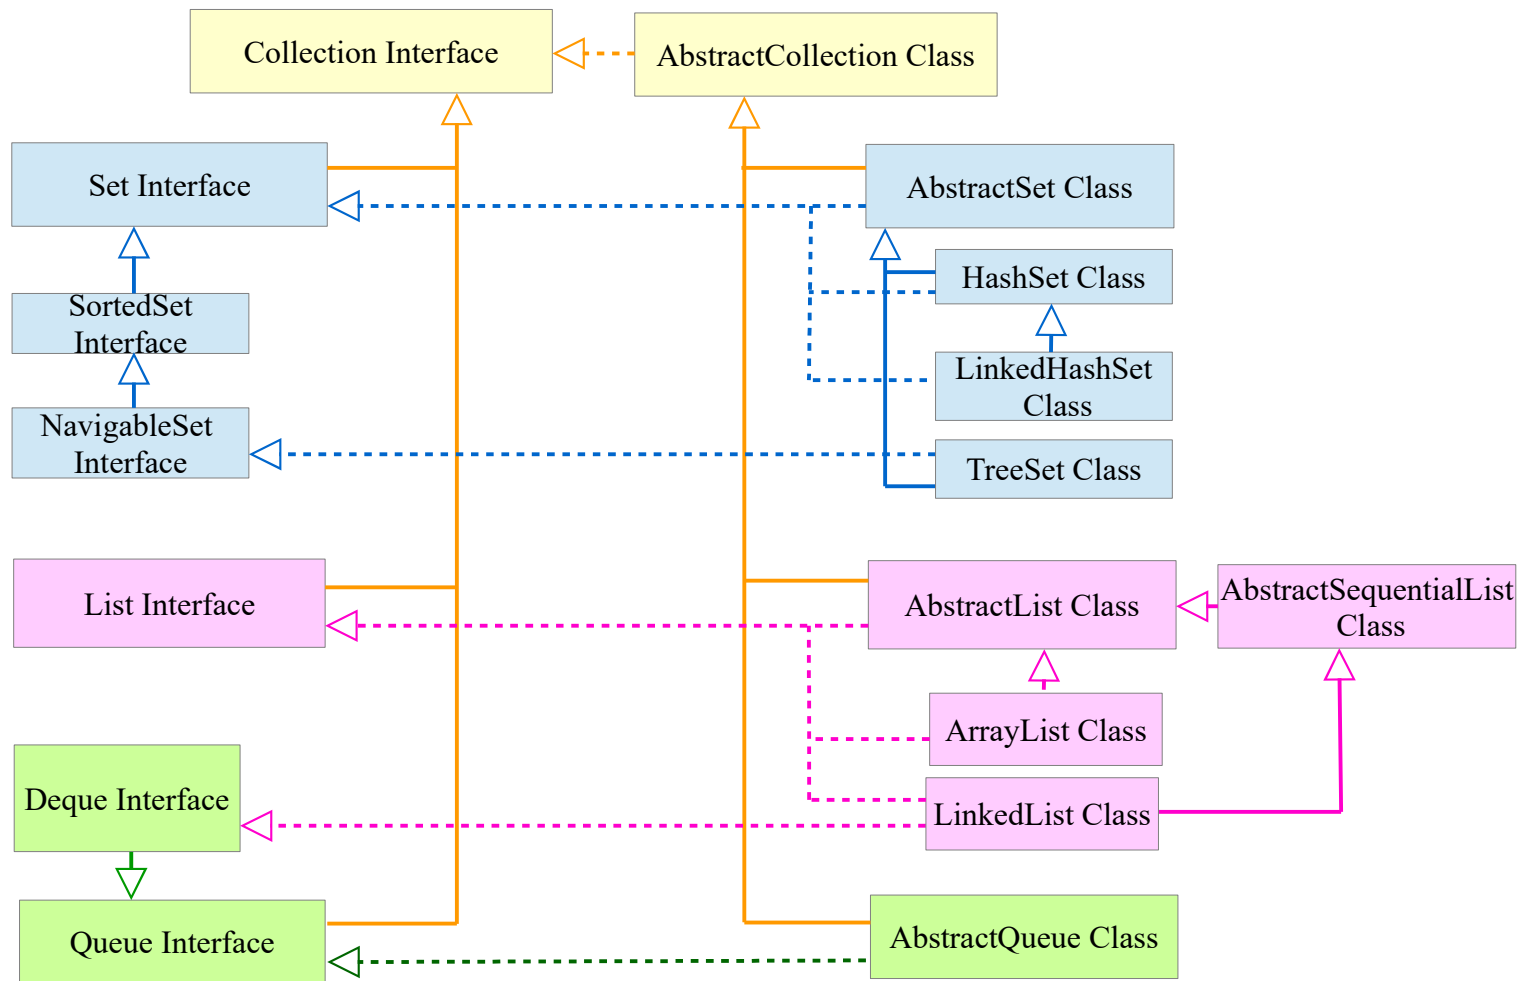 Collection Interface
AbstractCollection Class
Set Interface
AbstractSet Class
HashSet Class
SortedSet
Interface
LinkedHashSet
Class
NavigableSet
Interface
TreeSet Class
List Interface
AbstractList Class
AbstractSequentialList
Class
ArrayList Class
Deque Interface
LinkedList Class
Queue Interface
AbstractQueue Class